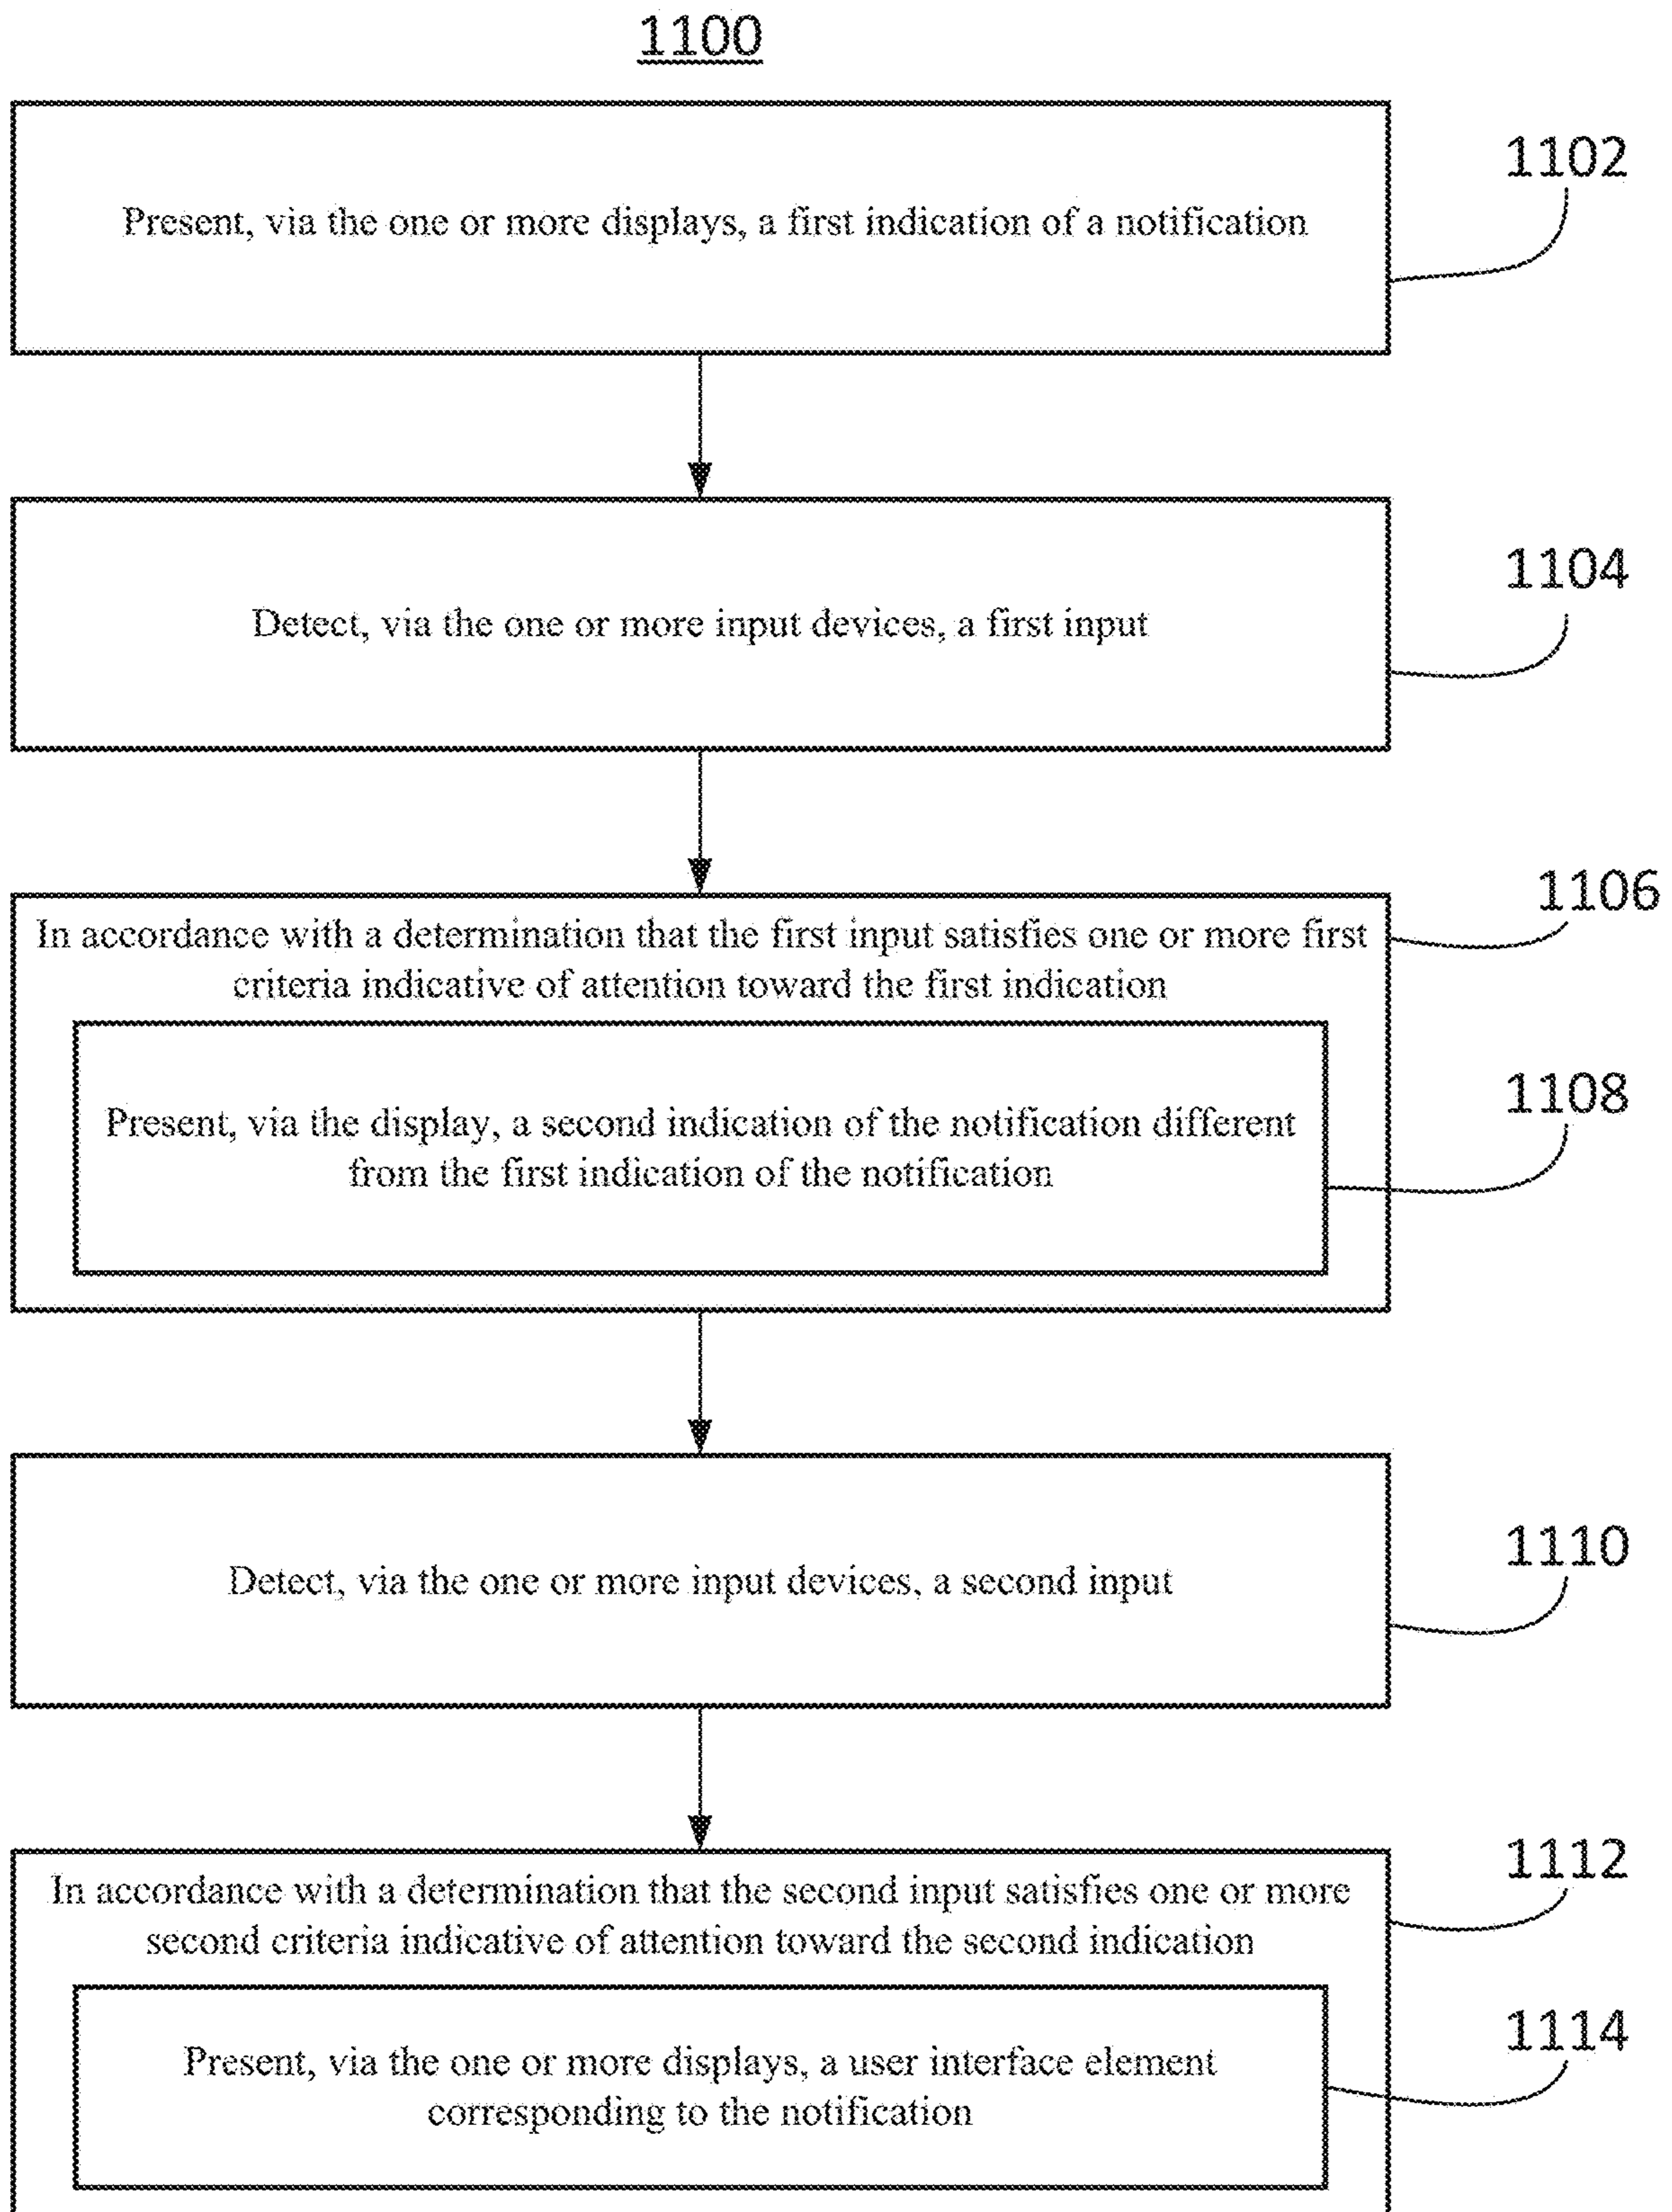 1100
Present, via the one or more displays, a first indication of a notification
1102
Detect, via the one or more input devices, a first input
1104
In accordance with a determination that the first input satisfies one or more first
criteria indicative of attention toward the first indication
1106
Present, via the display, a second indication of the notification different
from the first indication of the notification
1108
Detect, via the one or more input devices, a second input
1110
In accordance with a determination that the second input satisfies one or more
second criteria indicative of attention toward the second indication
1112
Present, via the one or more displays, a user interface element
corresponding to the notification
1114